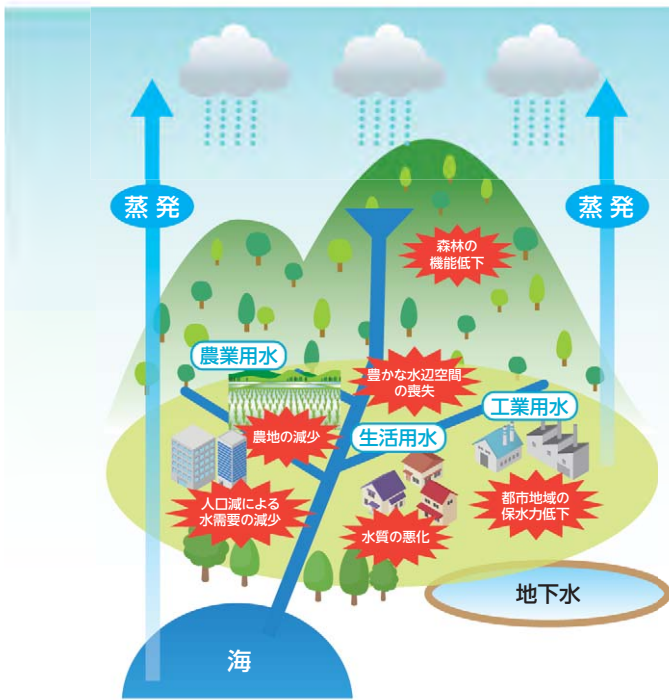 蒸発
蒸発
森林の
機能低下
農業用水
豊かな水辺空間
の喪失
工業用水
農地の減少
生活用水
人口減による
水需要の減少
水質の悪化
都市地域の
保水力低下
地下水
海